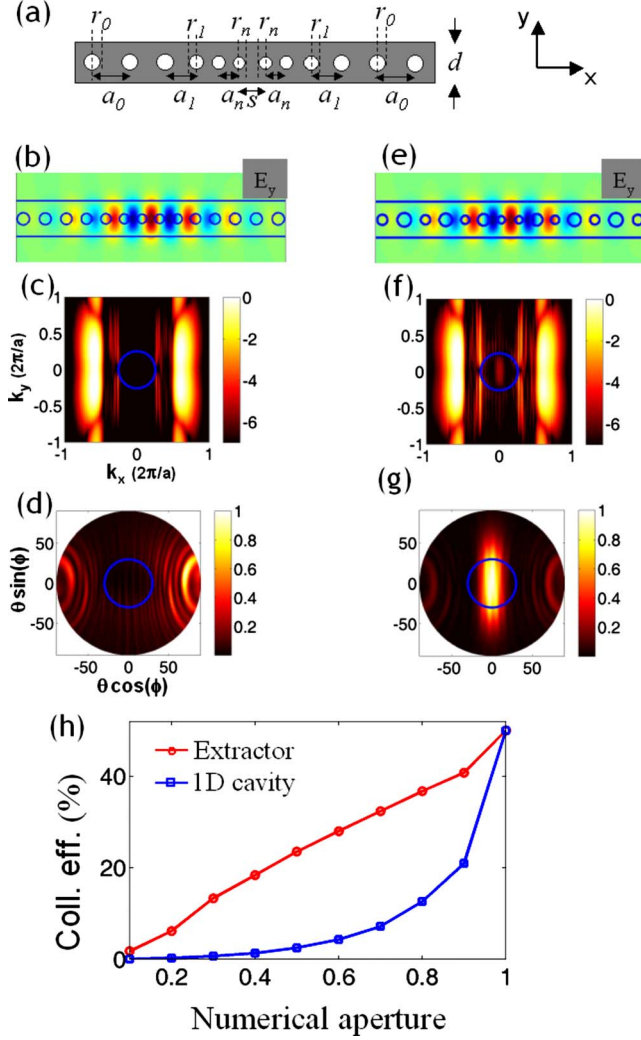 (a)
r0 r1 rn rn r1 r0
a0 a1 an s an a1 a0
d
y
x
(b)
Ey
(e)
Ey
(c)
ky (2π/a)
1
0.5
0
-0.5
-1
-1 0 1
kx (2π/a)
0
-2
-4
-6
(f)
1
0.5
0
-0.5
-1
-1 0 1
0
-2
-4
-6
(d)
θ sin(ϕ)
50
0
-50
-50 0 50
θ cos(ϕ)
1
0.8
0.6
0.4
0.2
(g)
50
0
-50
-50 0 50
1
0.8
0.6
0.4
0.2
(h)
Coll. eff. (%)
40
20
0
Extractor
1D cavity
0.2 0.4 0.6 0.8 1
Numerical aperture